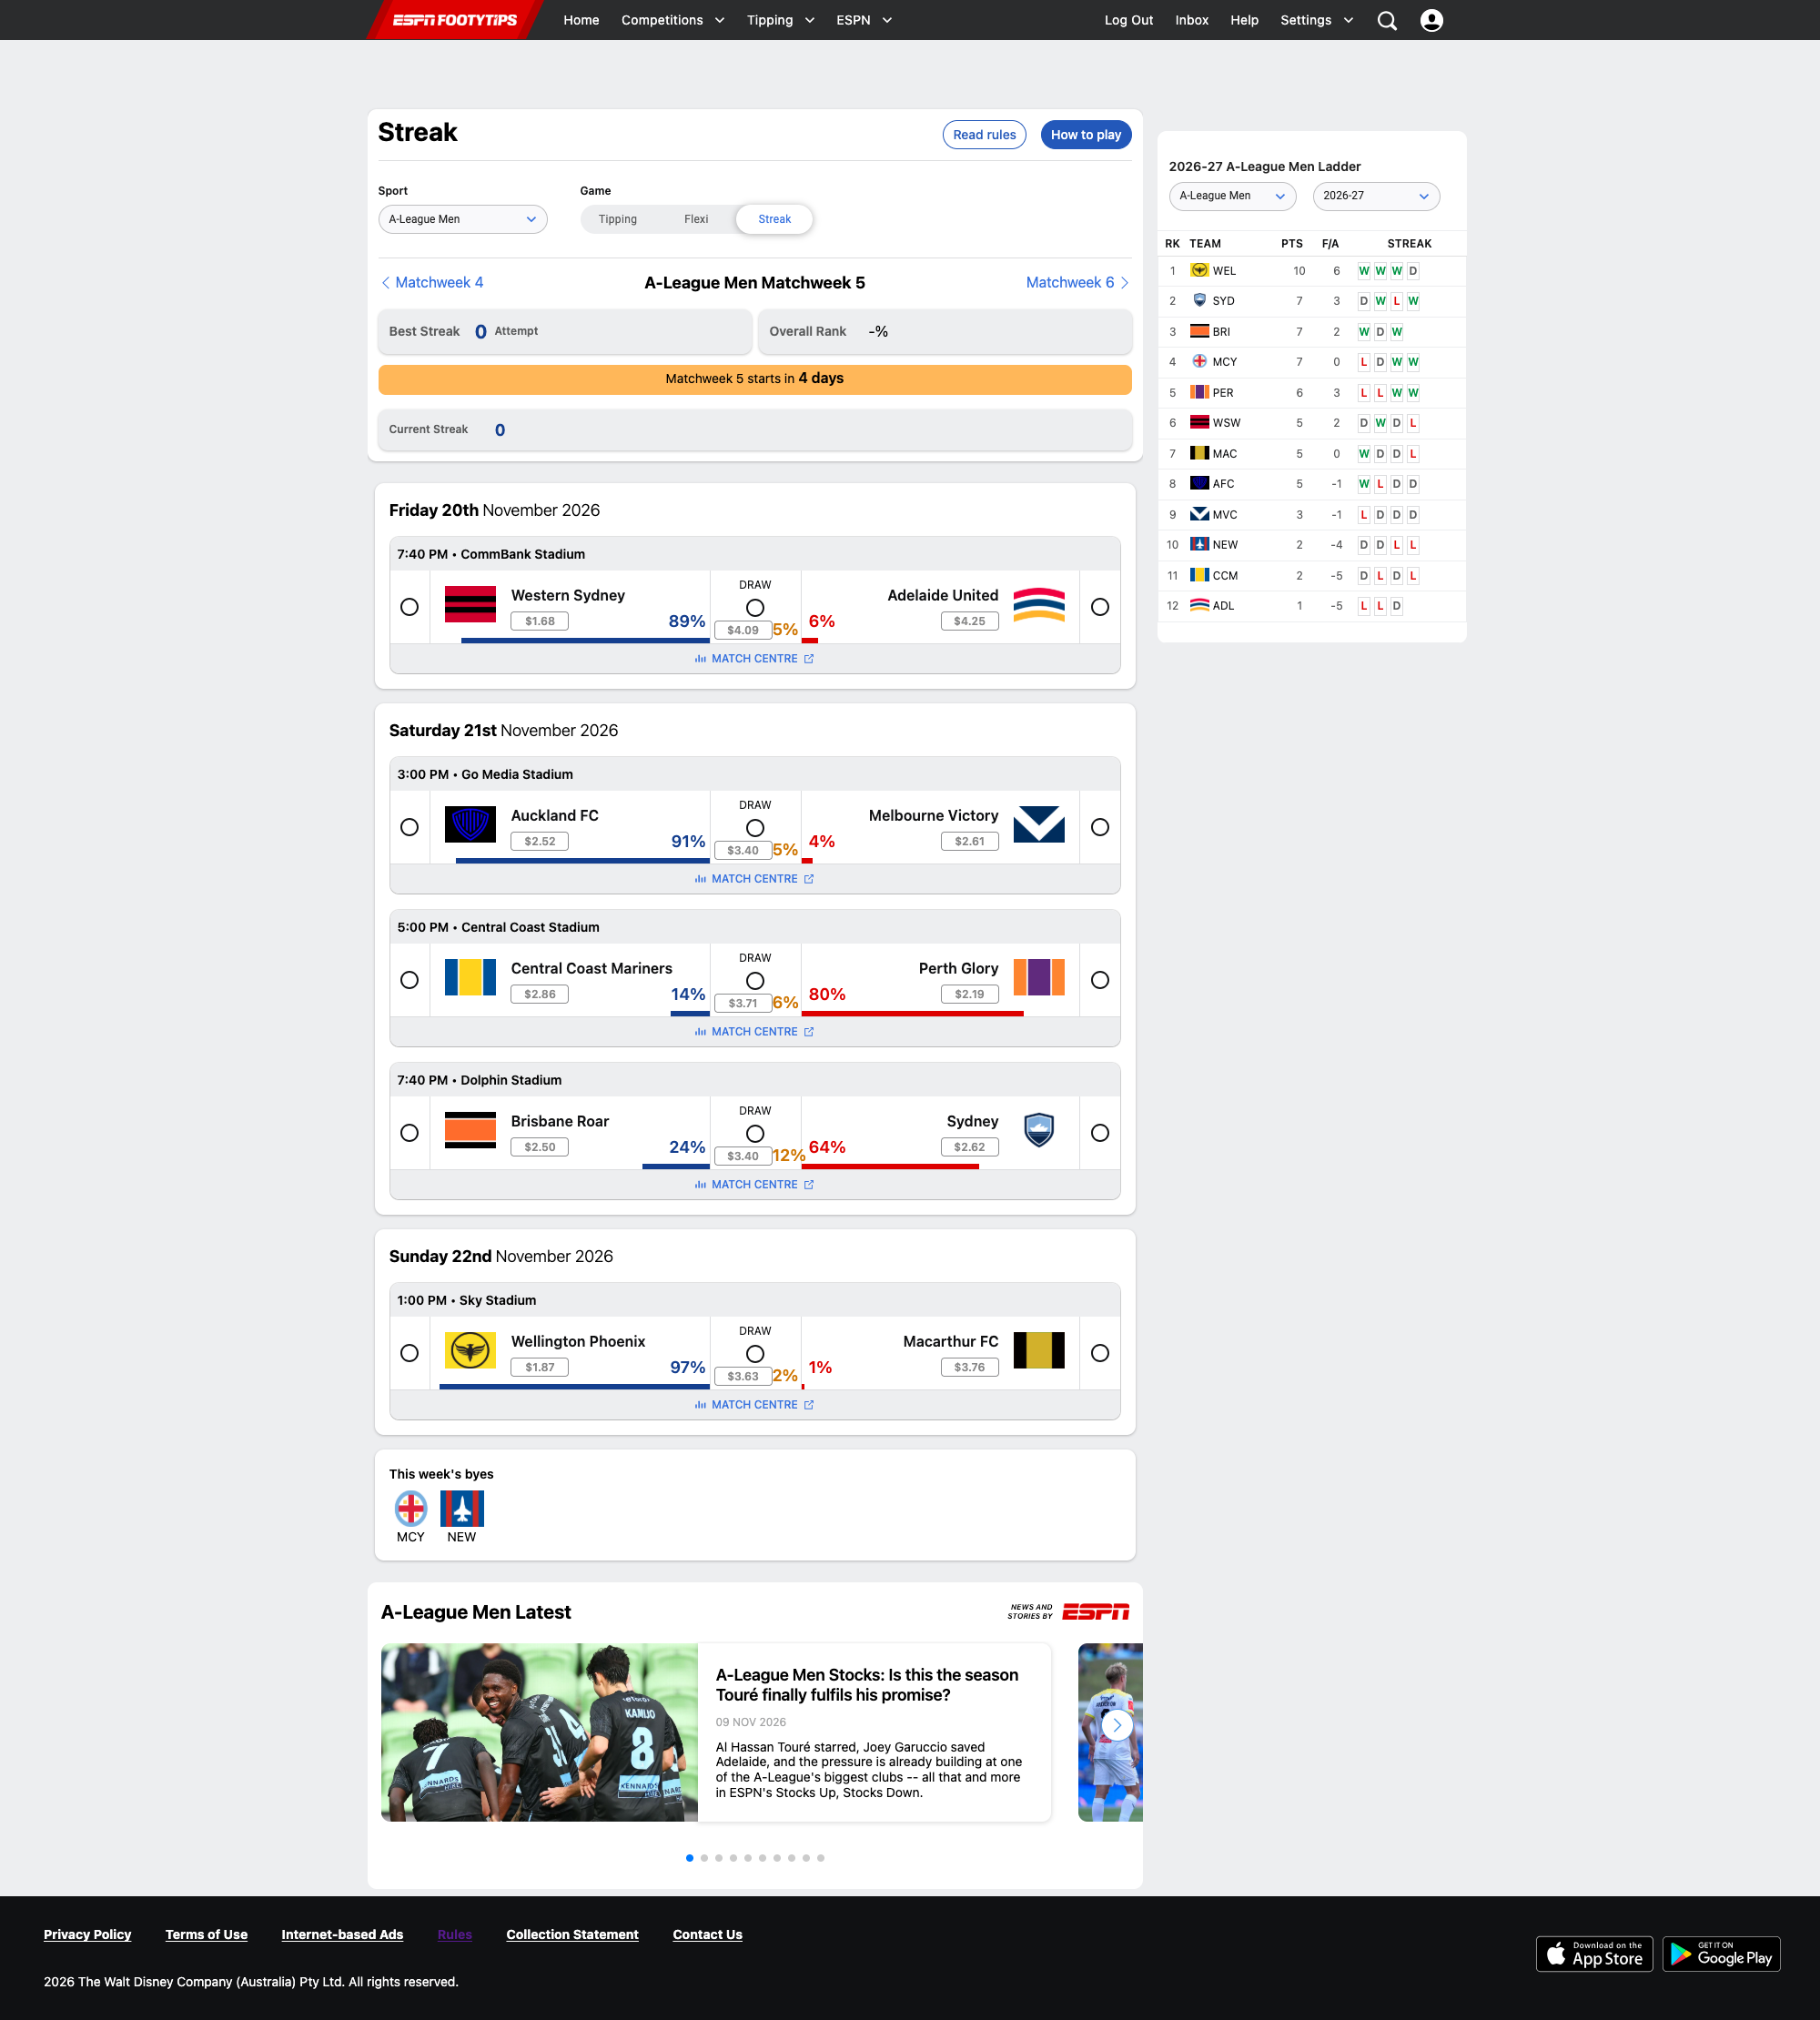 ESPN FOOTYTIPS
Home Competitions Tipping ESPN Log Out Inbox Help Settings
Streak
Read rules How to play
Sport
A-League Men
Game
Tipping Flexi Streak
Matchweek 4 A-League Men Matchweek 5 Matchweek 6
Best Streak 0 Attempt
Overall Rank -%
Matchweek 5 starts in 4 days
Current Streak 0
Friday 20th November 2026
7:40 PM • CommBank Stadium
Western Sydney DRAW Adelaide United
$1.68 89% $4.09 5% 6% $4.25
MATCH CENTRE
Saturday 21st November 2026
3:00 PM • Go Media Stadium
Auckland FC DRAW Melbourne Victory
$2.52 91% $3.40 5% 4% $2.61
MATCH CENTRE
5:00 PM • Central Coast Stadium
Central Coast Mariners DRAW Perth Glory
$2.86 14% $3.71 6% 80% $2.19
MATCH CENTRE
7:40 PM • Dolphin Stadium
Brisbane Roar DRAW Sydney
$2.50 24% $3.40 12% 64% $2.62
MATCH CENTRE
Sunday 22nd November 2026
1:00 PM • Sky Stadium
Wellington Phoenix DRAW Macarthur FC
$1.87 97% $3.63 2% 1% $3.76
MATCH CENTRE
This week's byes
MCY NEW
A-League Men Latest
NEWS AND STORIES BY ESPN
7 14 KAMIJO 8
KENNARDS
A-League Men Stocks: Is this the season
Touré finally fulfils his promise?
09 NOV 2026
Al Hassan Touré starred, Joey Garuccio saved
Adelaide, and the pressure is already building at one
of the A-League's biggest clubs -- all that and more
in ESPN's Stocks Up, Stocks Down.
2026-27 A-League Men Ladder
A-League Men 2026-27
RK TEAM PTS F/A STREAK
1 WEL 10 6 W W W D
2 SYD 7 3 D W L W
3 BRI 7 2 W D W
4 MCY 7 0 L D W W
5 PER 6 3 L L W W
6 WSW 5 2 D W D L
7 MAC 5 0 W D D L
8 AFC 5 -1 W L D D
9 MVC 3 -1 L D D D
10 NEW 2 -4 D D L L
11 CCM 2 -5 D L D L
12 ADL 1 -5 L L D
Privacy Policy Terms of Use Internet-based Ads Rules Collection Statement Contact Us
2026 The Walt Disney Company (Australia) Pty Ltd. All rights reserved.
Download on the App Store
GET IT ON Google Play